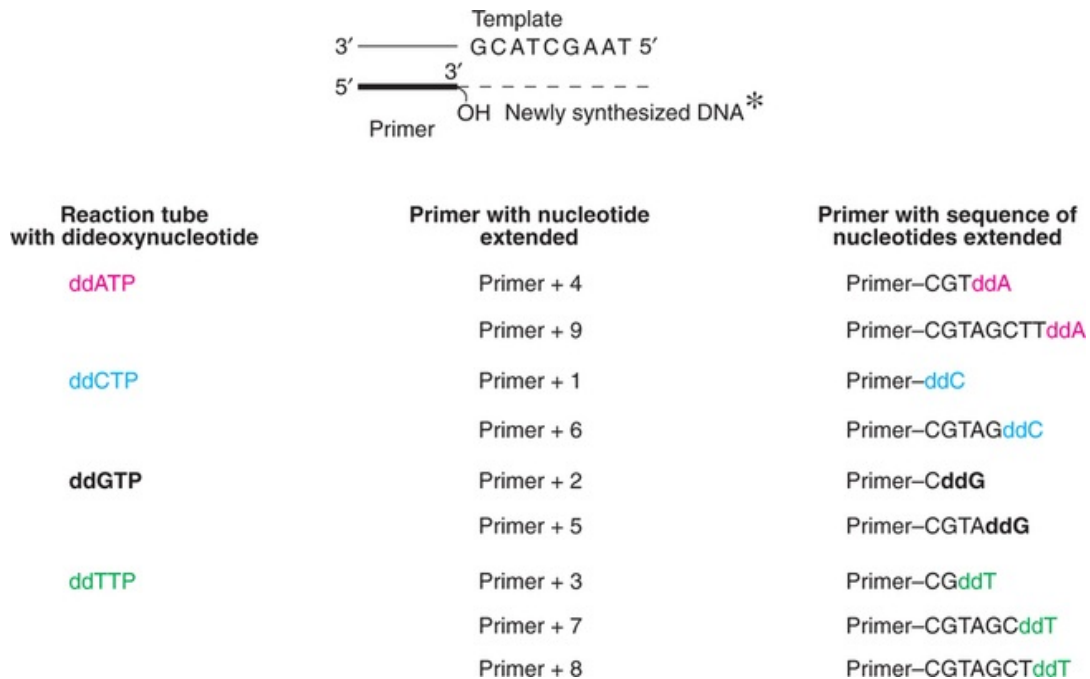 Template
3′ GCATCGAAT 5′
3′
5′
OH Newly synthesized DNA*
Primer
Reaction tube with dideoxynucleotide
Primer with nucleotide extended
Primer with sequence of nucleotides extended
ddATP Primer + 4 Primer–CGTddA
Primer + 9 Primer–CGTAGCTTddA
ddCTP Primer + 1 Primer–ddC
Primer + 6 Primer–CGTAGddC
ddGTP Primer + 2 Primer–CddG
Primer + 5 Primer–CGTAddG
ddTTP Primer + 3 Primer–CGddT
Primer + 7 Primer–CGTAGCddT
Primer + 8 Primer–CGTAGCTddT